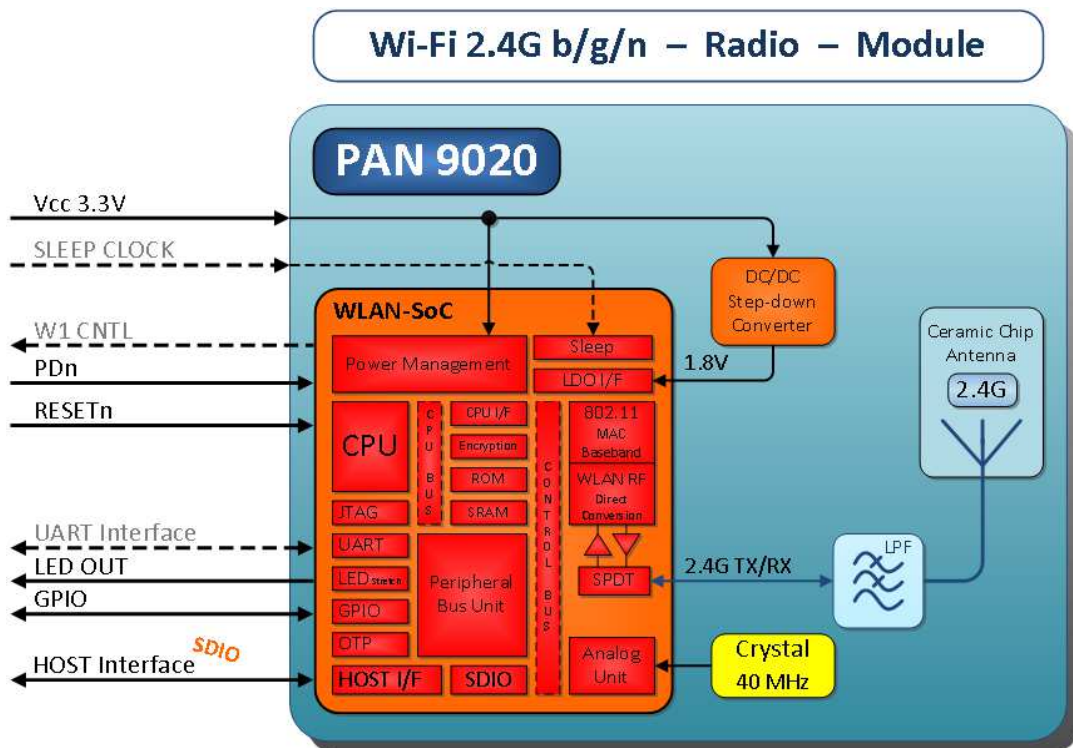 Wi-Fi 2.4G b/g/n – Radio – Module
PAN 9020
Vcc 3.3V
SLEEP CLOCK
W1 CNTL
PDn
RESETn
UART Interface
LED OUT
GPIO
SDIO
HOST Interface
WLAN-SoC
Power Management
Sleep
LDO I/F
CPU
CPU BUS
CPU I/F
Encryption
ROM
SRAM
JTAG
UART
LED Stretch
GPIO
OTP
Peripheral
Bus Unit
HOST I/F
SDIO
CONTROL BUS
802.11
MAC
Baseband
WLAN RF
Direct
Conversion
SPDT
Analog
Unit
DC/DC
Step-down
Converter
1.8V
2.4G TX/RX
LPF
Ceramic Chip
Antenna
2.4G
Crystal
40 MHz